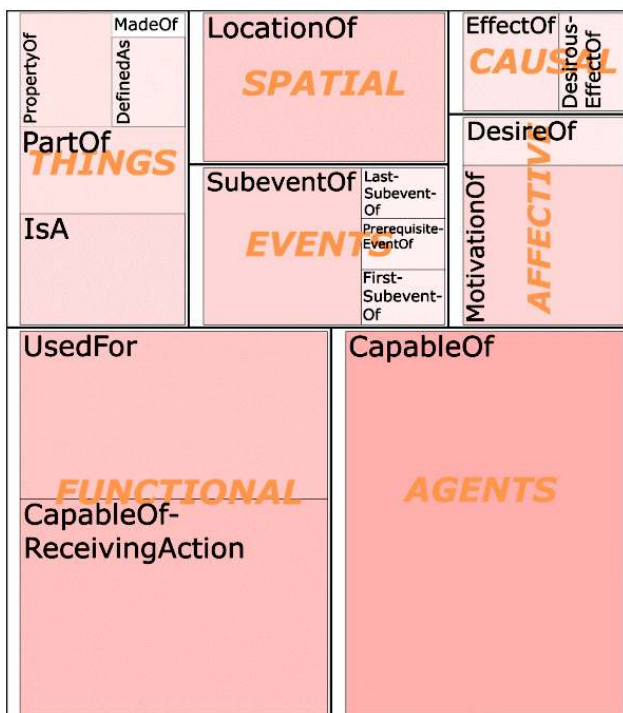 PropertyOf
MadeOf
DefinedAs
PartOf
THINGS
IsA
LocationOf
SPATIAL
SubeventOf
EVENTS
Last-
Subevent-
Of
Prerequisite-
EventOf
First-
Subevent-
Of
EffectOf
CAUSAL
Desirous-
EffectOf
DesireOf
AFFECTIVE
MotivationOf
UsedFor
FUNCTIONAL
CapableOf-
ReceivingAction
CapableOf
AGENTS